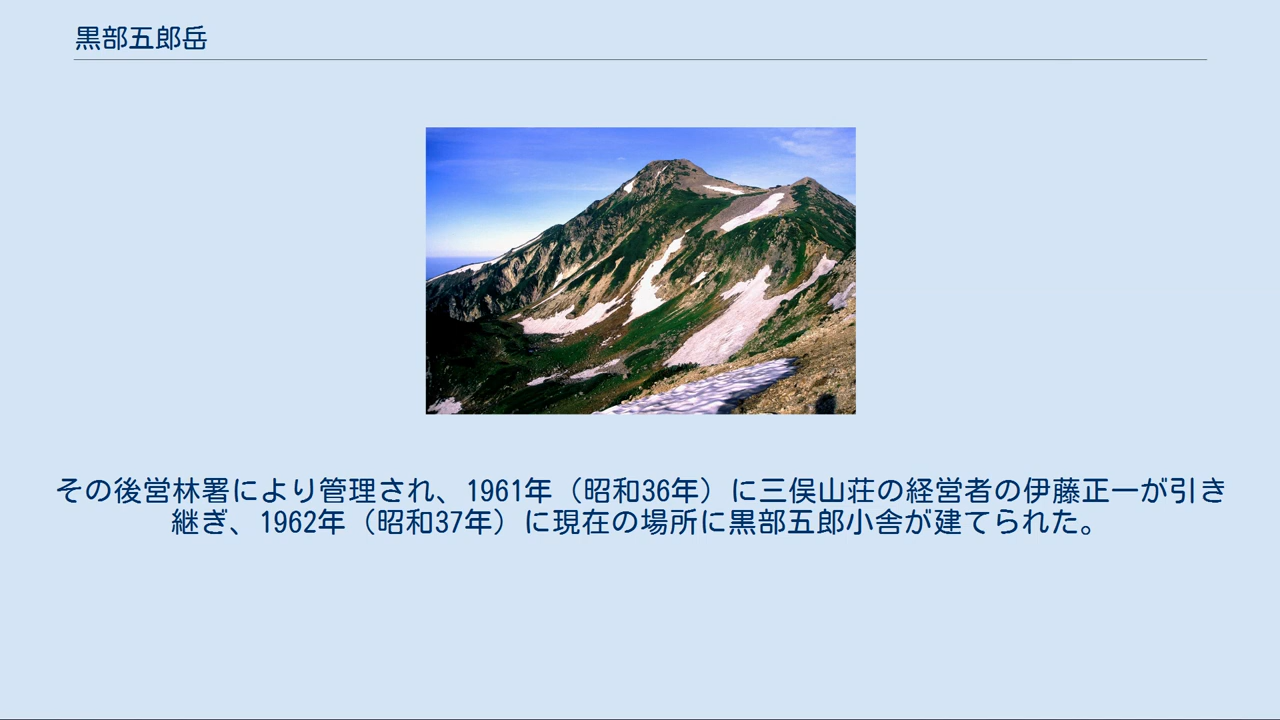 黒部五郎岳
その後営林署により管理され、1961年（昭和36年）に三俣山荘の経営者の伊藤正一が引き
継ぎ、1962年（昭和37年）に現在の場所に黒部五郎小舎が建てられた。